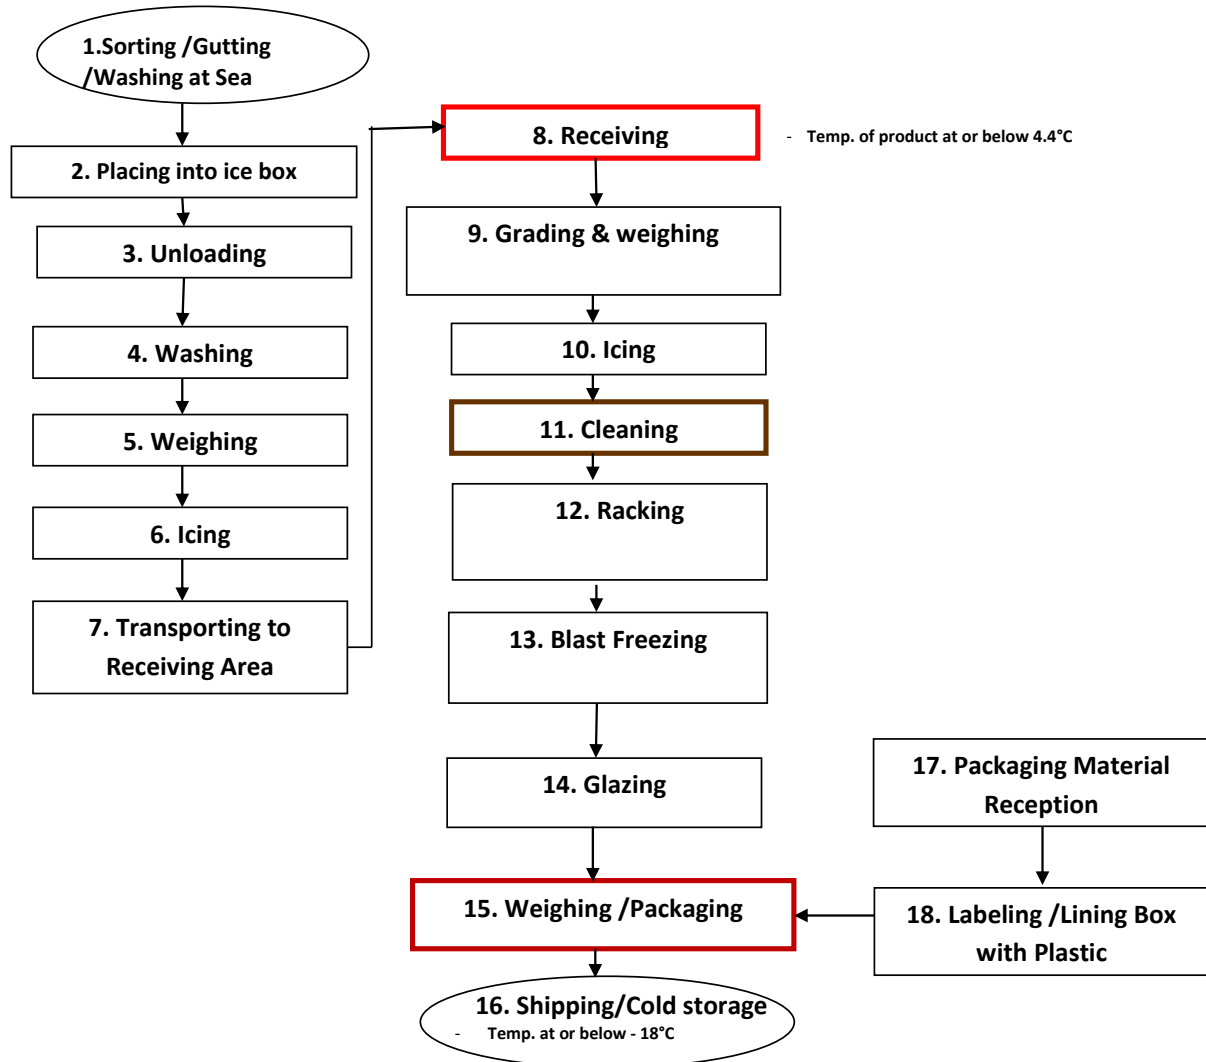 1.Sorting /Gutting
/Washing at Sea
2. Placing into ice box
3. Unloading
4. Washing
5. Weighing
6. Icing
7. Transporting to
Receiving Area
8. Receiving
- Temp. of product at or below 4.4°C
9. Grading & weighing
10. Icing
11. Cleaning
12. Racking
13. Blast Freezing
14. Glazing
15. Weighing /Packaging
16. Shipping/Cold storage
- Temp. at or below - 18°C
17. Packaging Material
Reception
18. Labeling /Lining Box
with Plastic